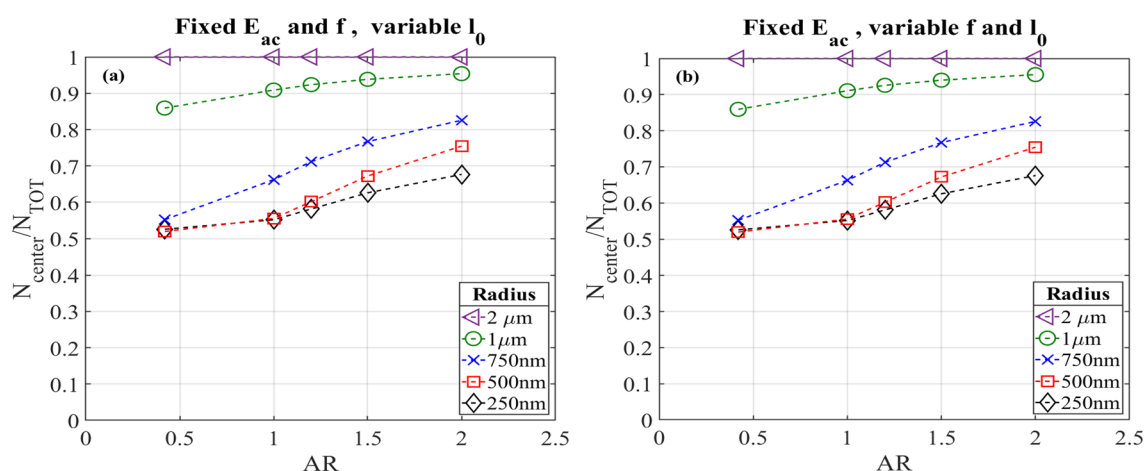 Fixed E_ac and f , variable l_0
(a)
1
0.9
0.8
0.7
0.6
0.5
0.4
0.3
0.2
0.1
0
N_center/N_TOT
Radius
2 μm
1μm
750nm
500nm
250nm
0 0.5 1 1.5 2 2.5
AR
Fixed E_ac , variable f and l_0
(b)
1
0.9
0.8
0.7
0.6
0.5
0.4
0.3
0.2
0.1
0
N_center/N_TOT
Radius
2 μm
1μm
750nm
500nm
250nm
0 0.5 1 1.5 2 2.5
AR